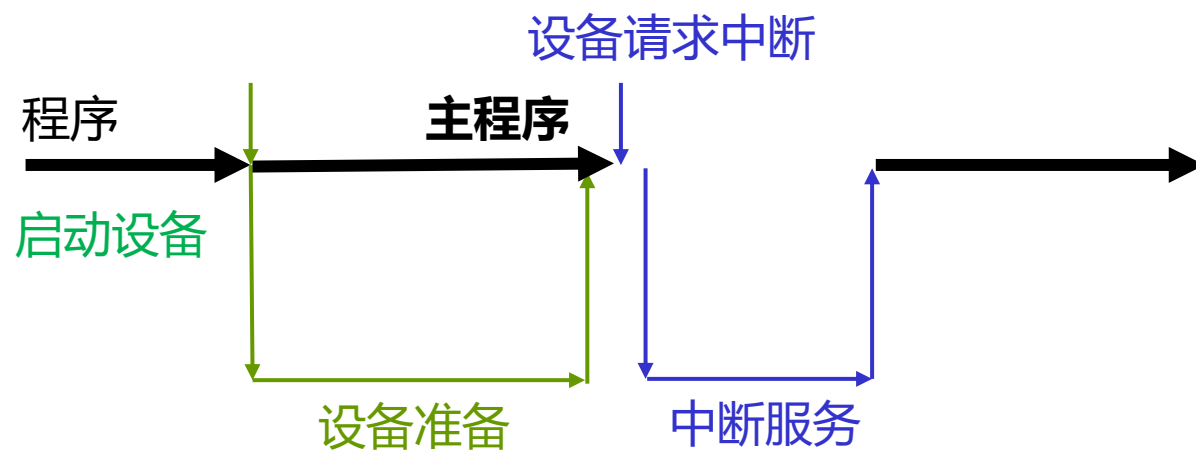 设备请求中断
程序
主程序
启动设备
设备准备
中断服务